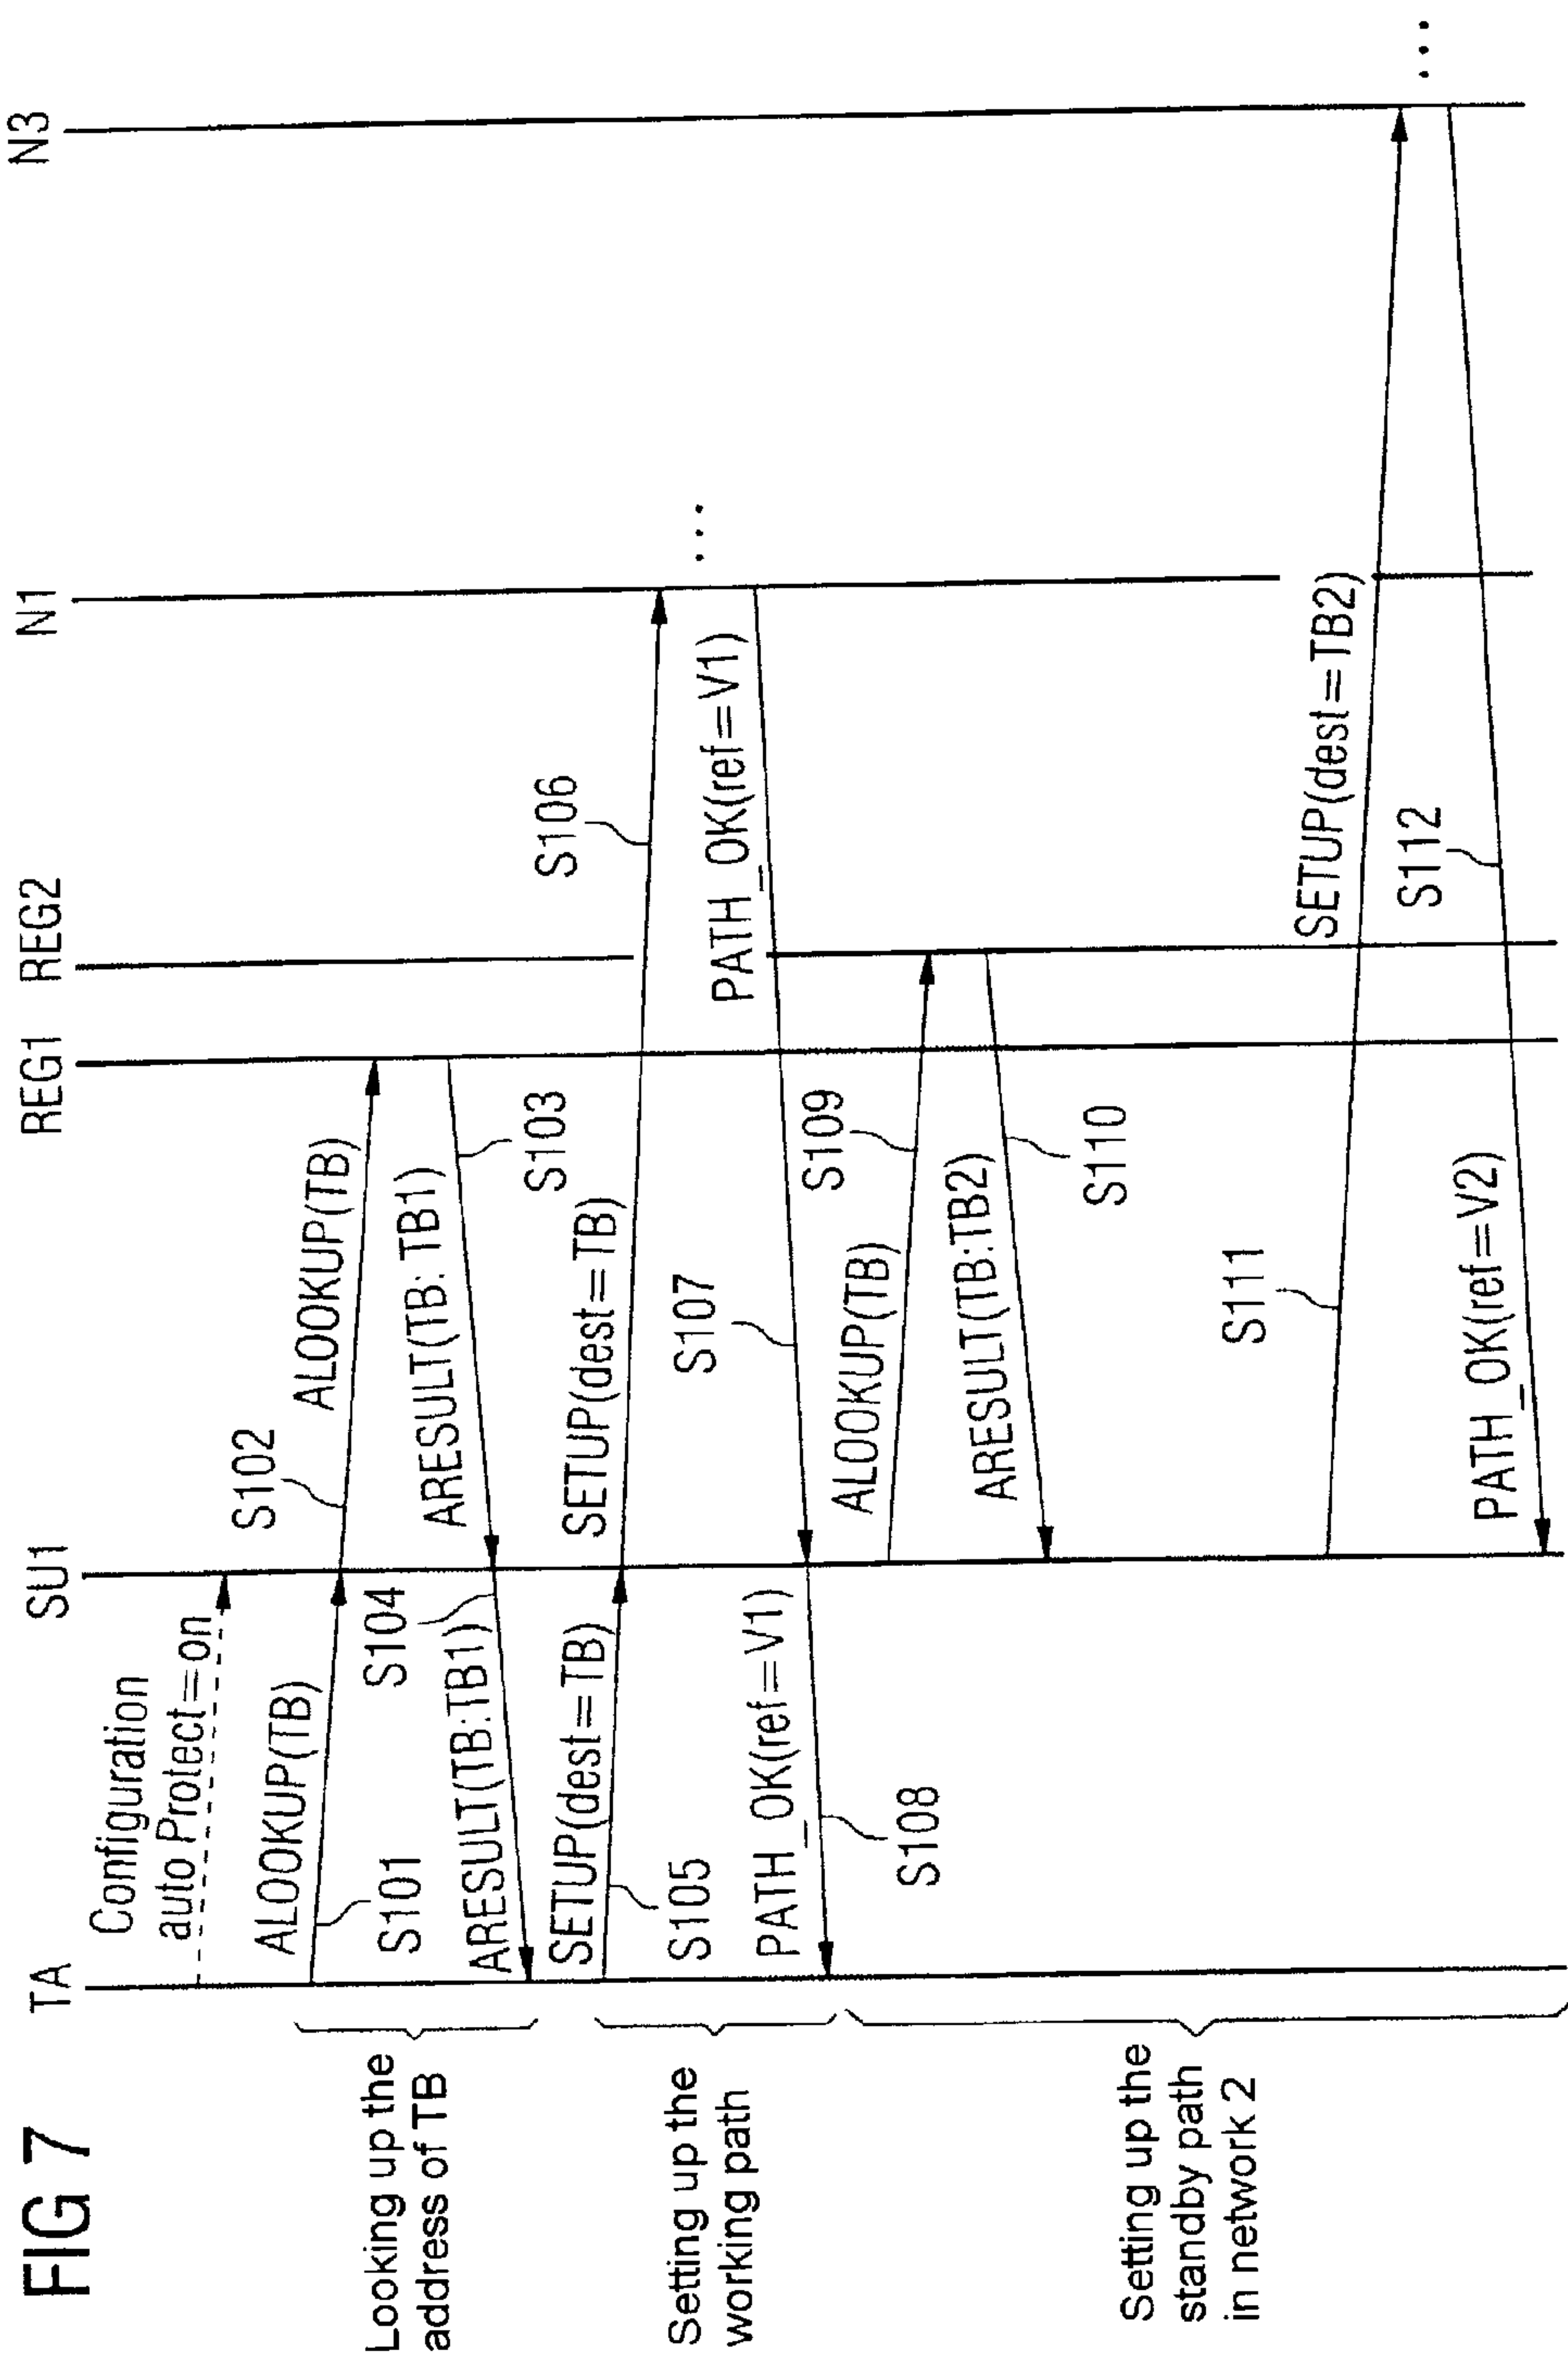 FIG 7
TA
SU1
REG1
REG2
N1
N3
Configuration
auto Protect=on
Looking up the
address of TB
ALOOKUP(TB)
S101
S102
ALOOKUP(TB)
ARESULT(TB: TB1)
S103
S104
ARESULT(TB:TB1)
Setting up the
working path
SETUP(dest=TB)
S105
SETUP(dest=TB)
S106
...
PATH_OK(ref=V1)
S107
PATH_OK(ref=V1)
S108
Setting up the
standby path
in network 2
ALOOKUP(TB)
S109
ARESULT(TB:TB2)
S110
S111
SETUP(dest=TB2)
...
S112
PATH_OK(ref=V2)